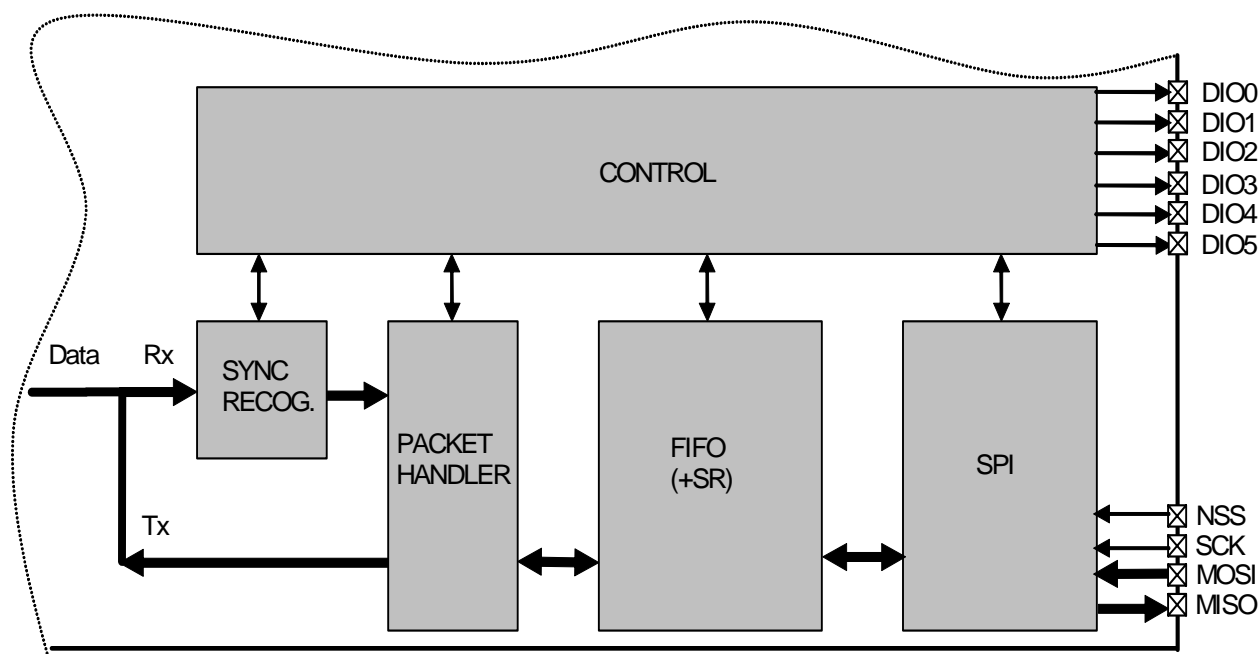 DIO0
DIO1
DIO2
CONTROL
DIO3
DIO4
DIO5
Data
Rx
SYNC
RECOG.
PACKET
HANDLER
FIFO
(+SR)
SPI
Tx
NSS
SCK
MOSI
MISO